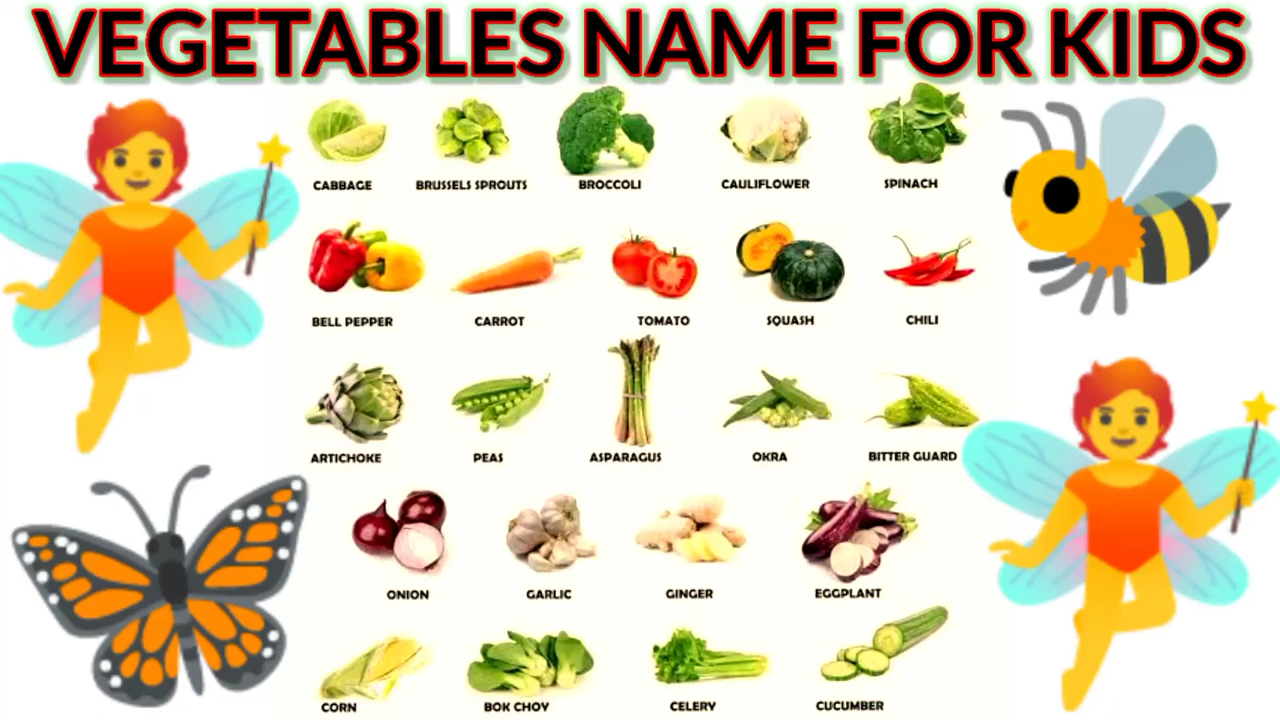 VEGETABLES NAME FOR KIDS
CABBAGE BRUSSELS SPROUTS BROCCOLI CAULIFLOWER SPINACH
BELL PEPPER CARROT TOMATO SQUASH CHILI
ARTICHOKE PEAS ASPARAGUS OKRA BITTER GUARD
ONION GARLIC GINGER EGGPLANT
CORN BOK CHOY CELERY CUCUMBER